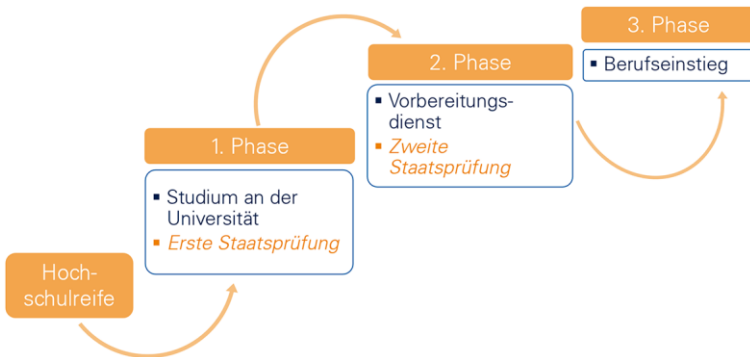 Hoch-
schulreife
1. Phase
▪ Studium an der
Universität
▪ Erste Staatsprüfung
2. Phase
▪ Vorbereitungs-
dienst
▪ Zweite
Staatsprüfung
3. Phase
▪ Berufseinstieg